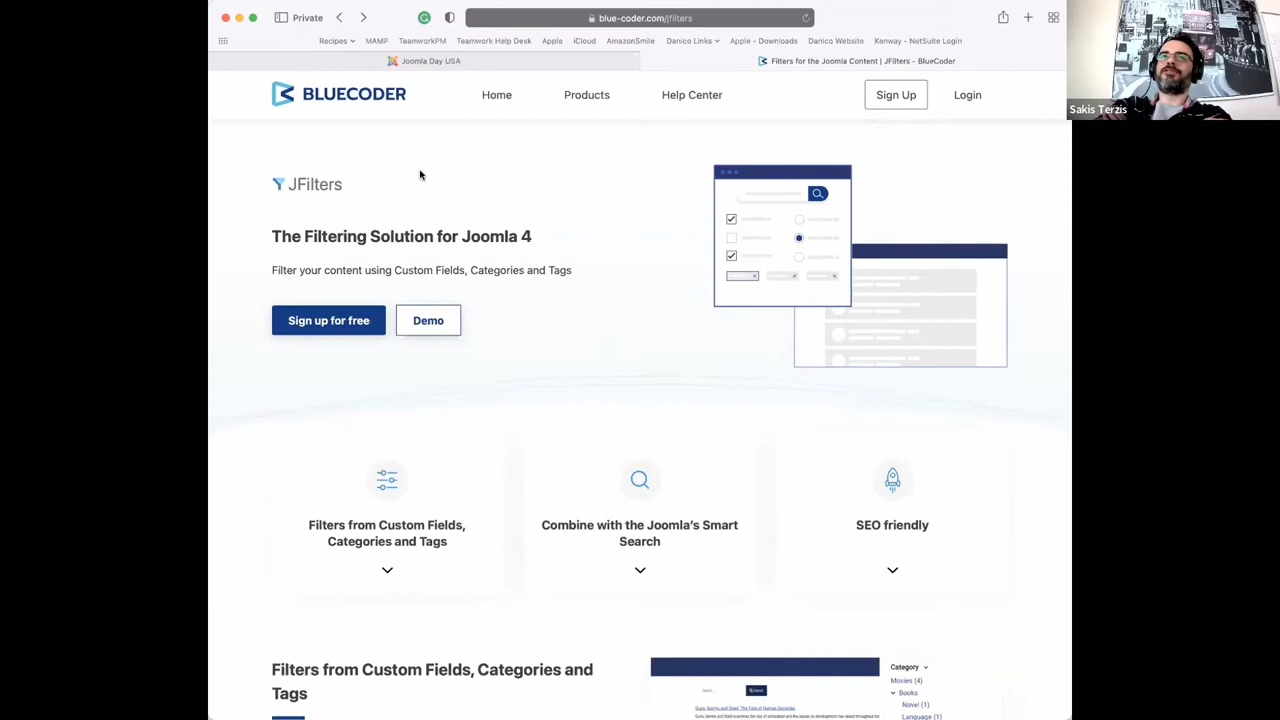 Private
blue-coder.com/jfilters
Recipes
MAMP
TeamworkPM
Teamwork Help Desk
Apple
iCloud
AmazonSmile
Danico Links
Apple - Downloads
Danico Website
Kenway - NetSuite Login
Joomla Day USA
Filters for the Joomla Content | JFilters - BlueCoder
Sakis Terzis
BLUECODER
Home
Products
Help Center
Sign Up
Login
JFilters
The Filtering Solution for Joomla 4
Filter your content using Custom Fields, Categories and Tags
Sign up for free
Demo
Filters from Custom Fields,
Categories and Tags
Combine with the Joomla's Smart
Search
SEO friendly
Filters from Custom Fields, Categories and
Tags
Category
Movies (4)
Books
Novel (1)
Language (1)